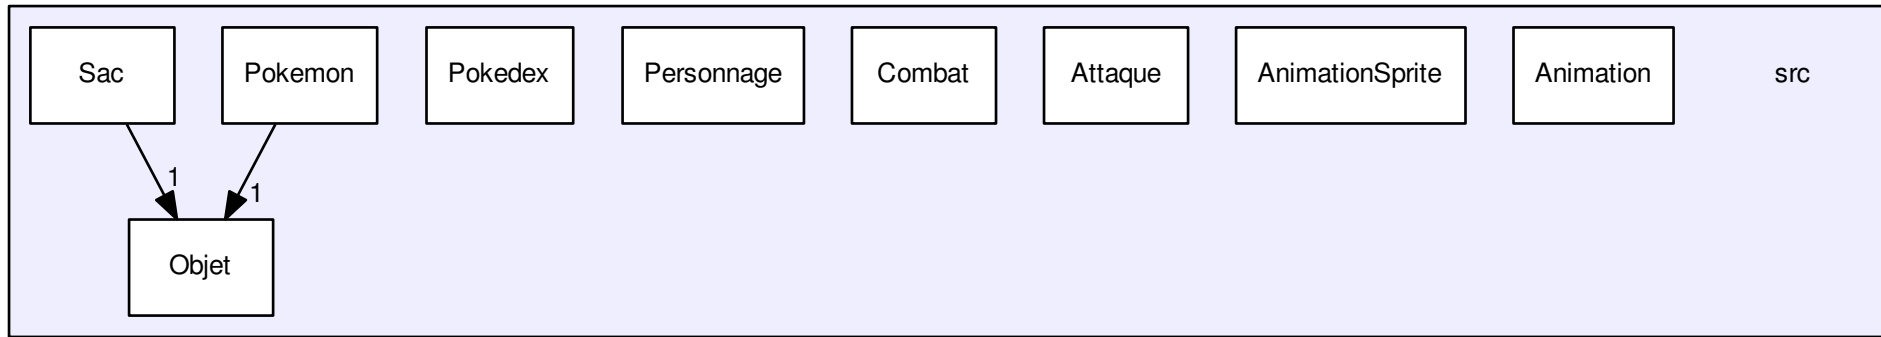 Sac
Pokemon
Pokedex
Personnage
Combat
Attaque
AnimationSprite
Animation
src
1
1
Objet